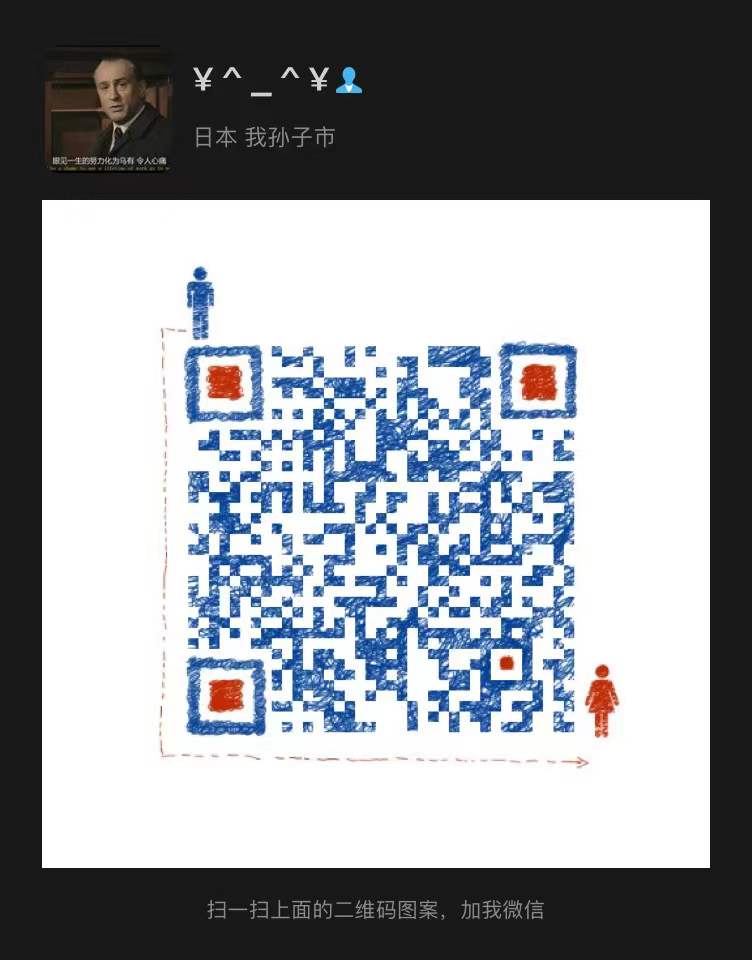 ¥^_^¥
日本 我孙子市
眼见一生的努力化为乌有 令人心痛
扫一扫上面的二维码图案，加我微信